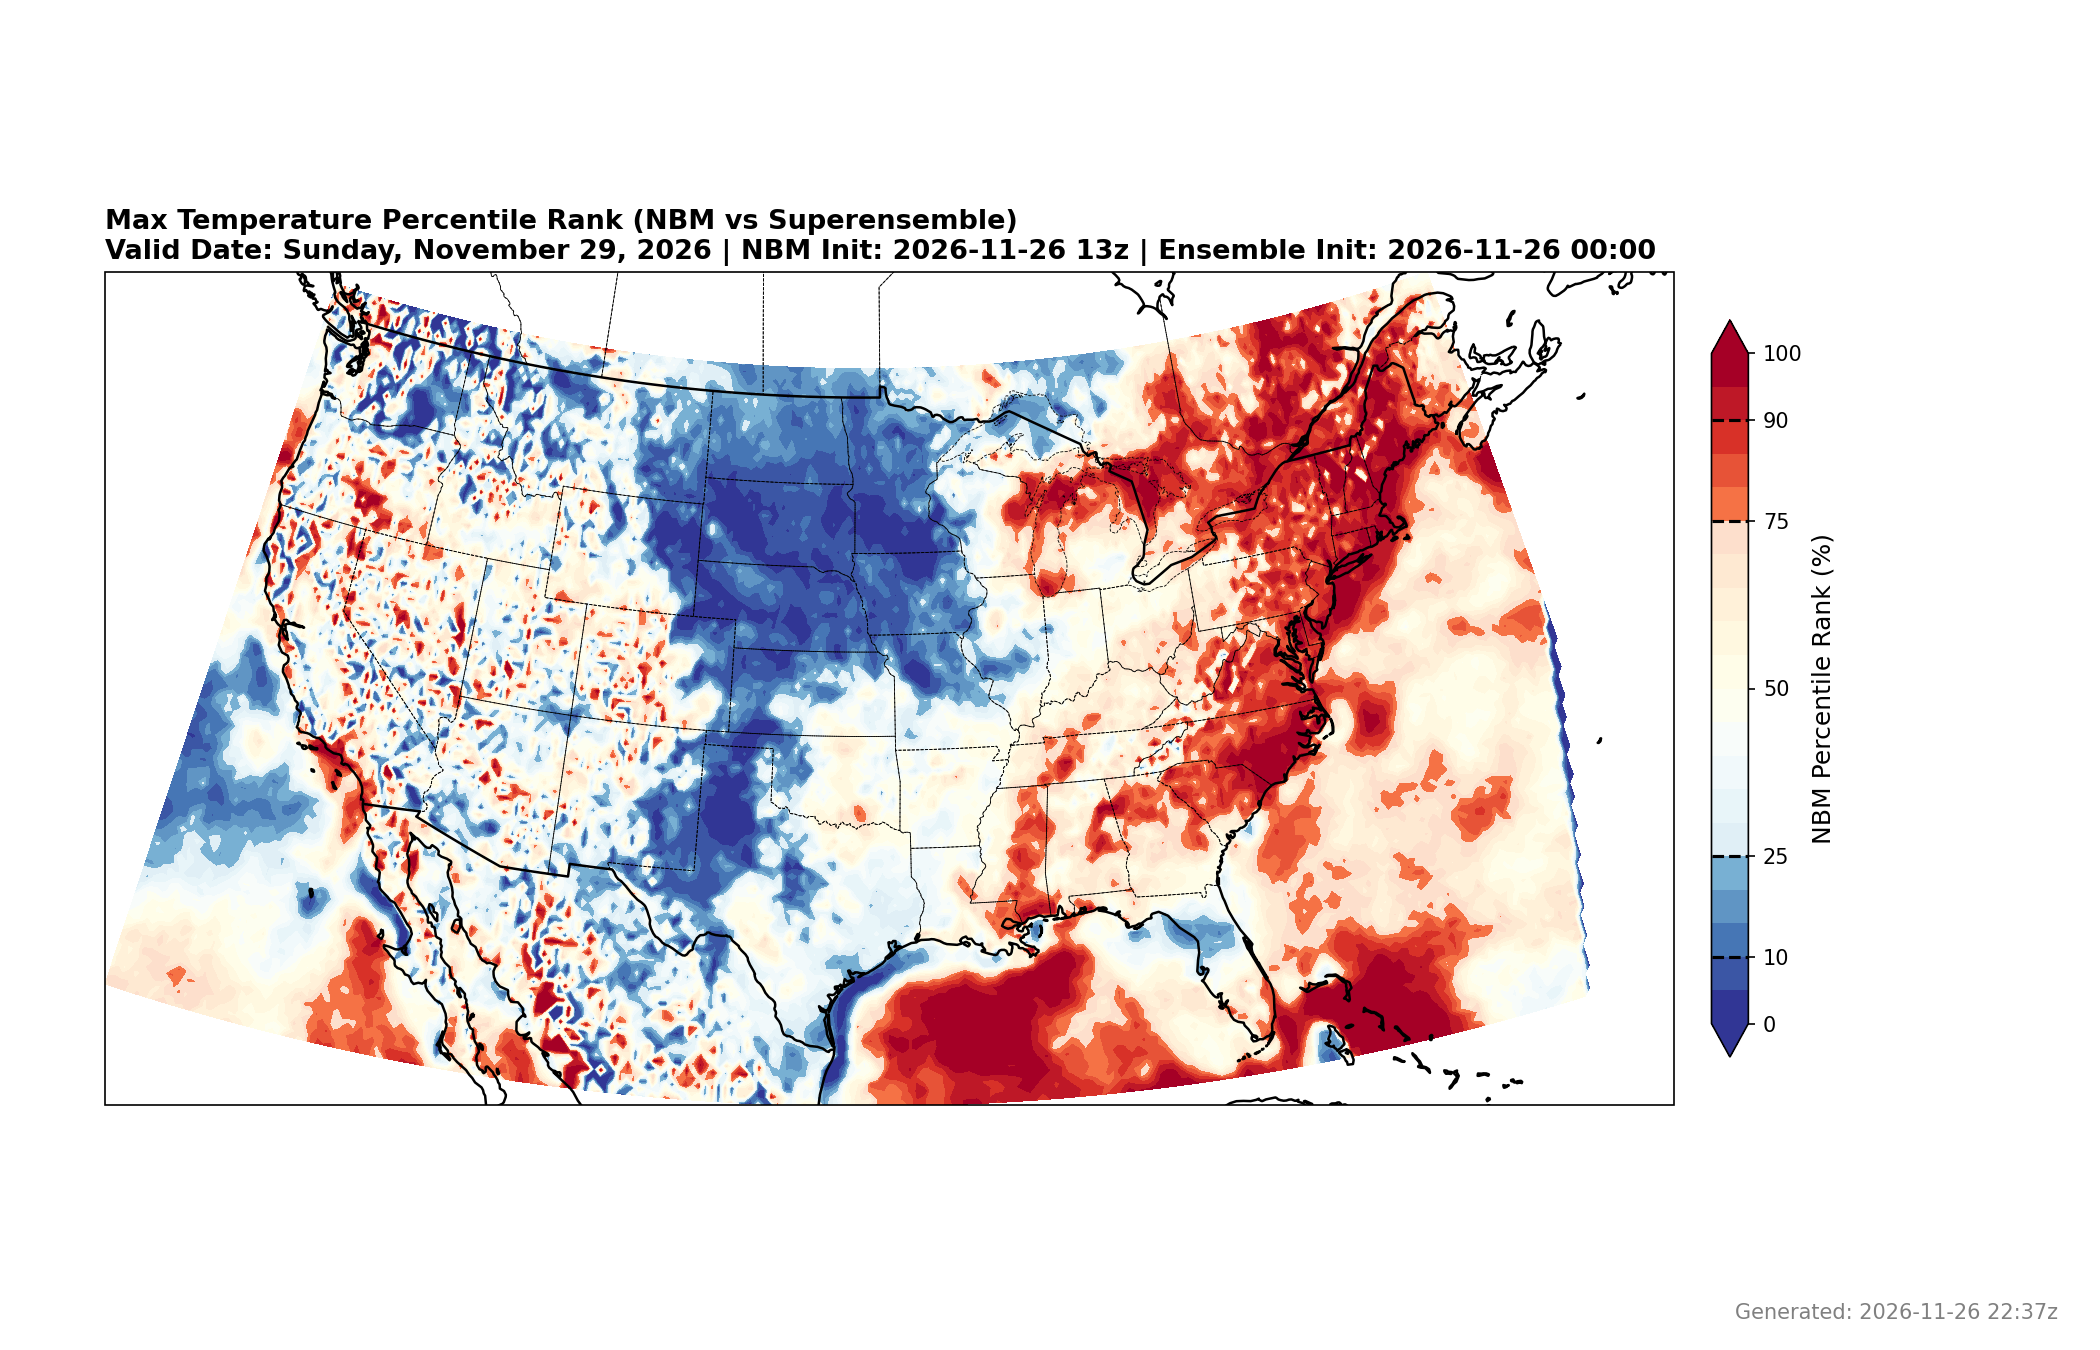 Max Temperature Percentile Rank (NBM vs Superensemble)
Valid Date: Sunday, November 29, 2026 | NBM Init: 2026-11-26 13z | Ensemble Init: 2026-11-26 00:00
100
90
75
50
25
10
0
NBM Percentile Rank (%)
Generated: 2026-11-26 22:37z